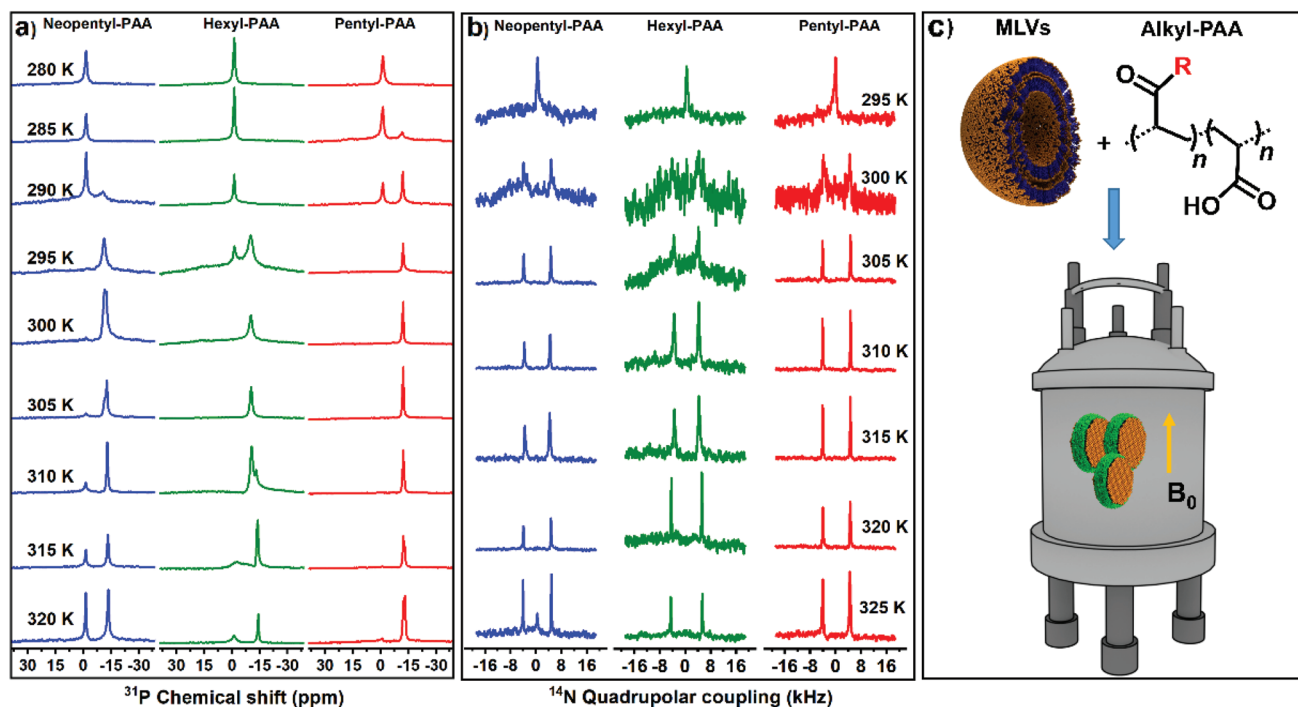 a)
Neopentyl-PAA Hexyl-PAA Pentyl-PAA
280 K
285 K
290 K
295 K
300 K
305 K
310 K
315 K
320 K
30 15 0 -15 -30 30 15 0 -15 -30 30 15 0 -15 -30
³¹P Chemical shift (ppm)
b)
Neopentyl-PAA Hexyl-PAA Pentyl-PAA
295 K
300 K
305 K
310 K
315 K
320 K
325 K
-16 -8 0 8 16 -16 -8 0 8 16 -16 -8 0 8 16
¹⁴N Quadrupolar coupling (kHz)
c)
MLVs Alkyl-PAA
O R
+ ( )n ( )n
HO O
B₀